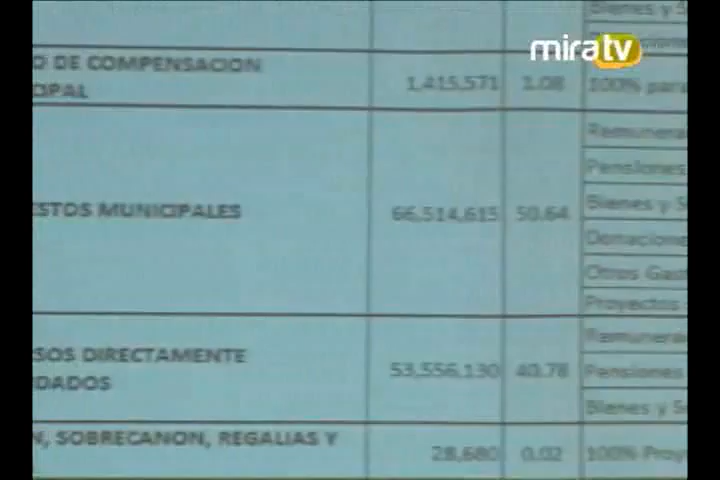 Bienes y S
miratv
O DE COMPENSACION
CIPAL
1,415,571 1.08 100% para
Remunera
Pensiones
ESTOS MUNICIPALES 66,514,615 50.64 Bienes y S
Donacione
Otros Gast
Proyectos
Remunera
SOS DIRECTAMENTE
53,556,130 40.78 Pensiones
DADOS
Bienes y S
N, SOBRECANON, REGALIAS Y
28,680 0.02 100% Proy